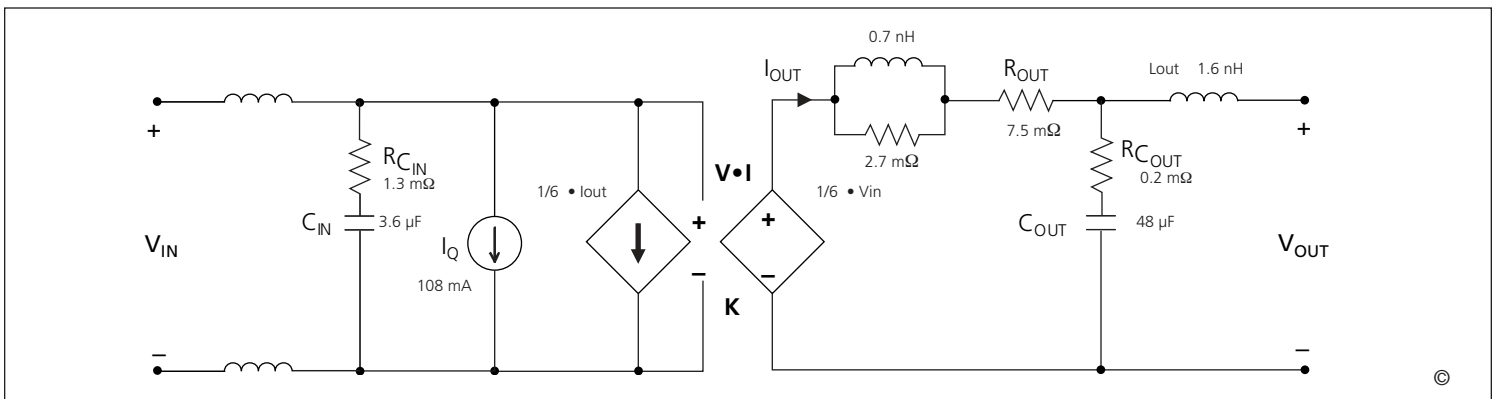 0.7 nH
I_OUT
R_OUT
Lout 1.6 nH
+
7.5 mΩ
+
2.7 mΩ
R_C_IN
1.3 mΩ
V•I
R_C_OUT
0.2 mΩ
1/6 • Iout
1/6 • Vin
C_IN
3.6 µF
+
+
C_OUT
48 µF
V_IN
I_Q
V_OUT
–
–
108 mA
K
–
–
©